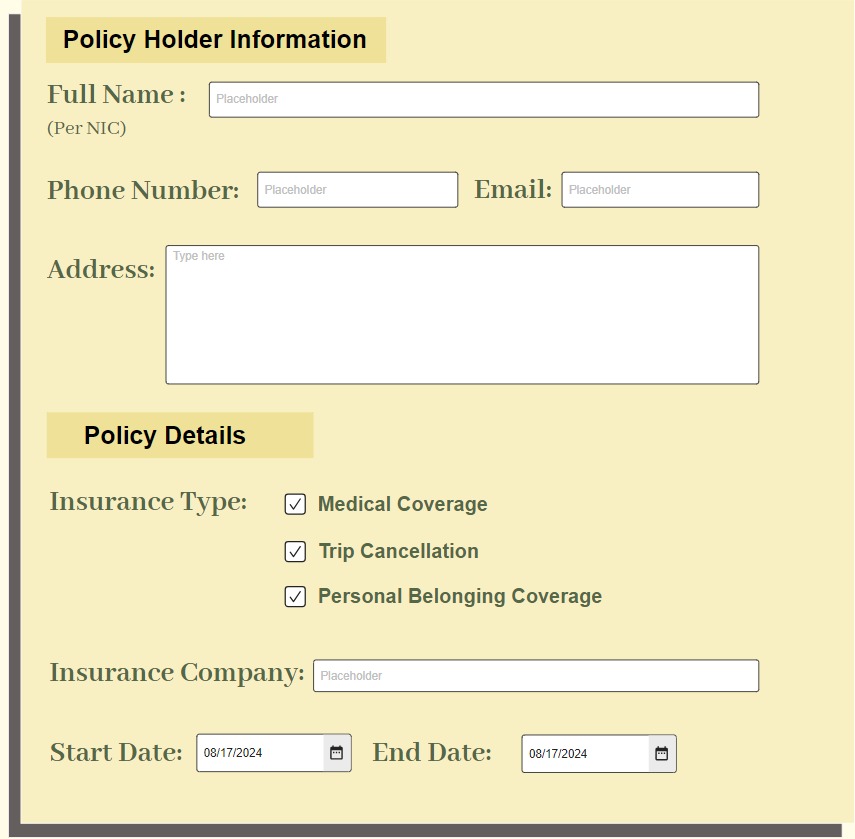 Policy Holder Information
Full Name : Placeholder
(Per NIC)
Phone Number: Placeholder Email: Placeholder
Address: Type here
Policy Details
Insurance Type: Medical Coverage
Trip Cancellation
Personal Belonging Coverage
Insurance Company: Placeholder
Start Date: 08/17/2024 End Date: 08/17/2024